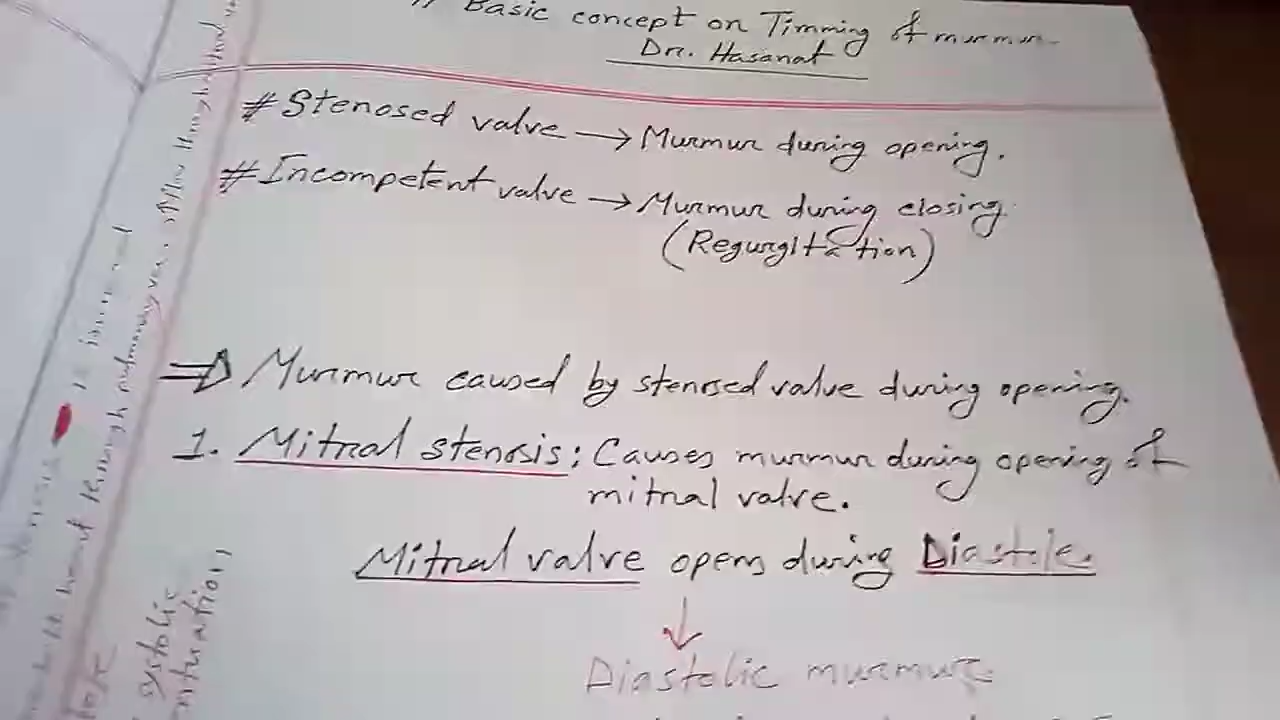 Basic concept on Timming of murmur
Dr. Hasanat
# Stenosed valve → Murmur during opening.
# Incompetent valve → Murmur during closing.
(Regurgitation)
⇒ Murmur caused by stenosed valve during opening.
1. Mitral stenosis: Causes murmur during opening of
mitral valve.
Mitral valve opens during Diastole.
↓
Diastolic murmur.
systolic